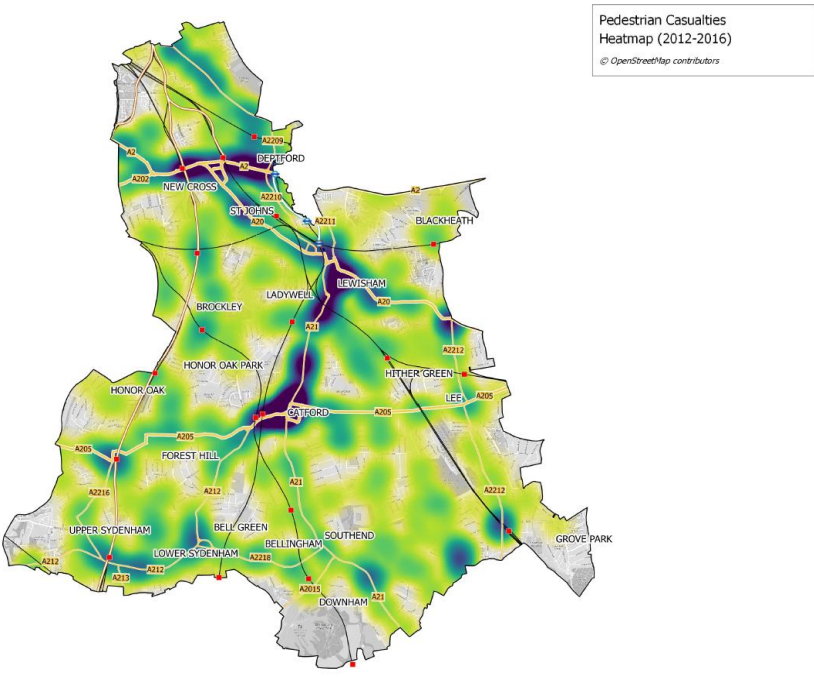 Pedestrian Casualties
Heatmap (2012-2016)
© OpenStreetMap contributors
A2209
A2
DEPTFORD
A2
A202
NEW CROSS
A2
A2210
ST JOHNS
A20
A2211
BLACKHEATH
LEWISHAM
LADYWELL
A20
BROCKLEY
A21
A2212
HONOR OAK PARK
HITHER GREEN
HONOR OAK
LEE
A205
CATFORD
A205
A205
A205
FOREST HILL
A21
A2216
A212
A2212
UPPER SYDENHAM
BELL GREEN
SOUTHEND
GROVE PARK
BELLINGHAM
LOWER SYDENHAM
A212
A2218
A212
A213
A2015
A21
DOWNHAM